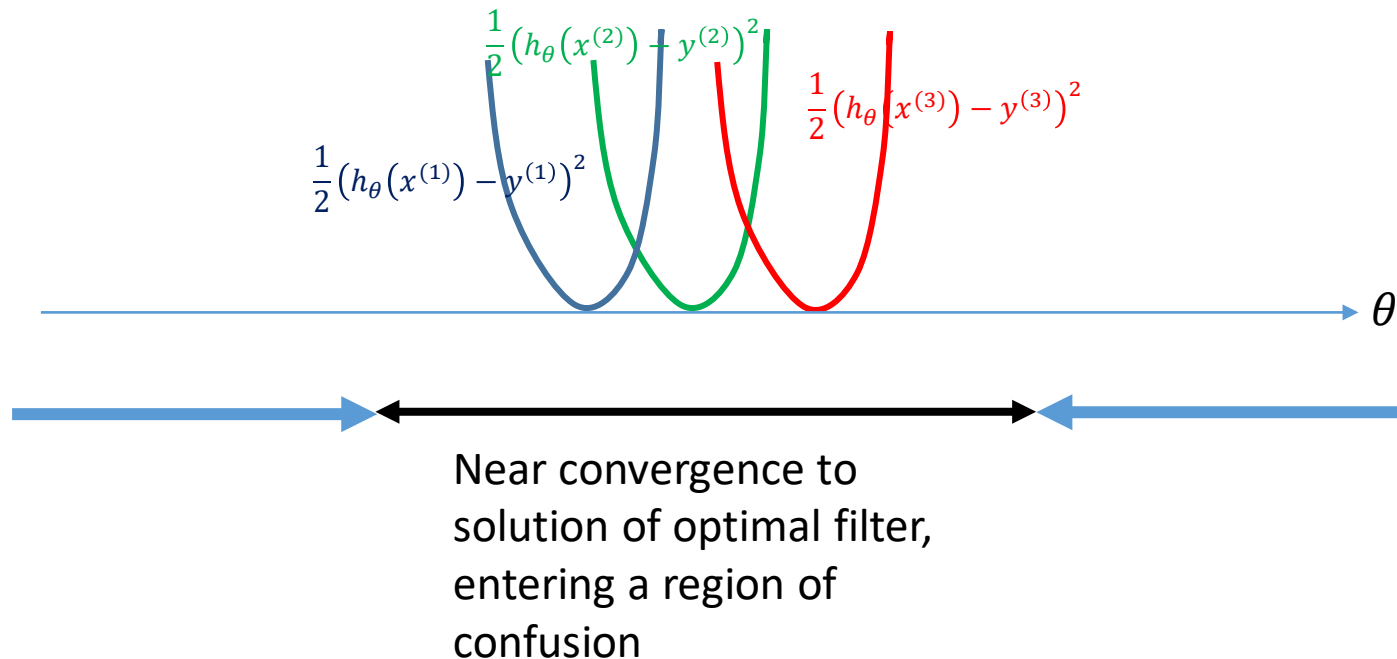 ½(h_θ(x^(2)) − y^(2))^2
½(h_θ(x^(3)) − y^(3))^2
½(h_θ(x^(1)) − y^(1))^2
θ
Near convergence to
solution of optimal filter,
entering a region of
confusion